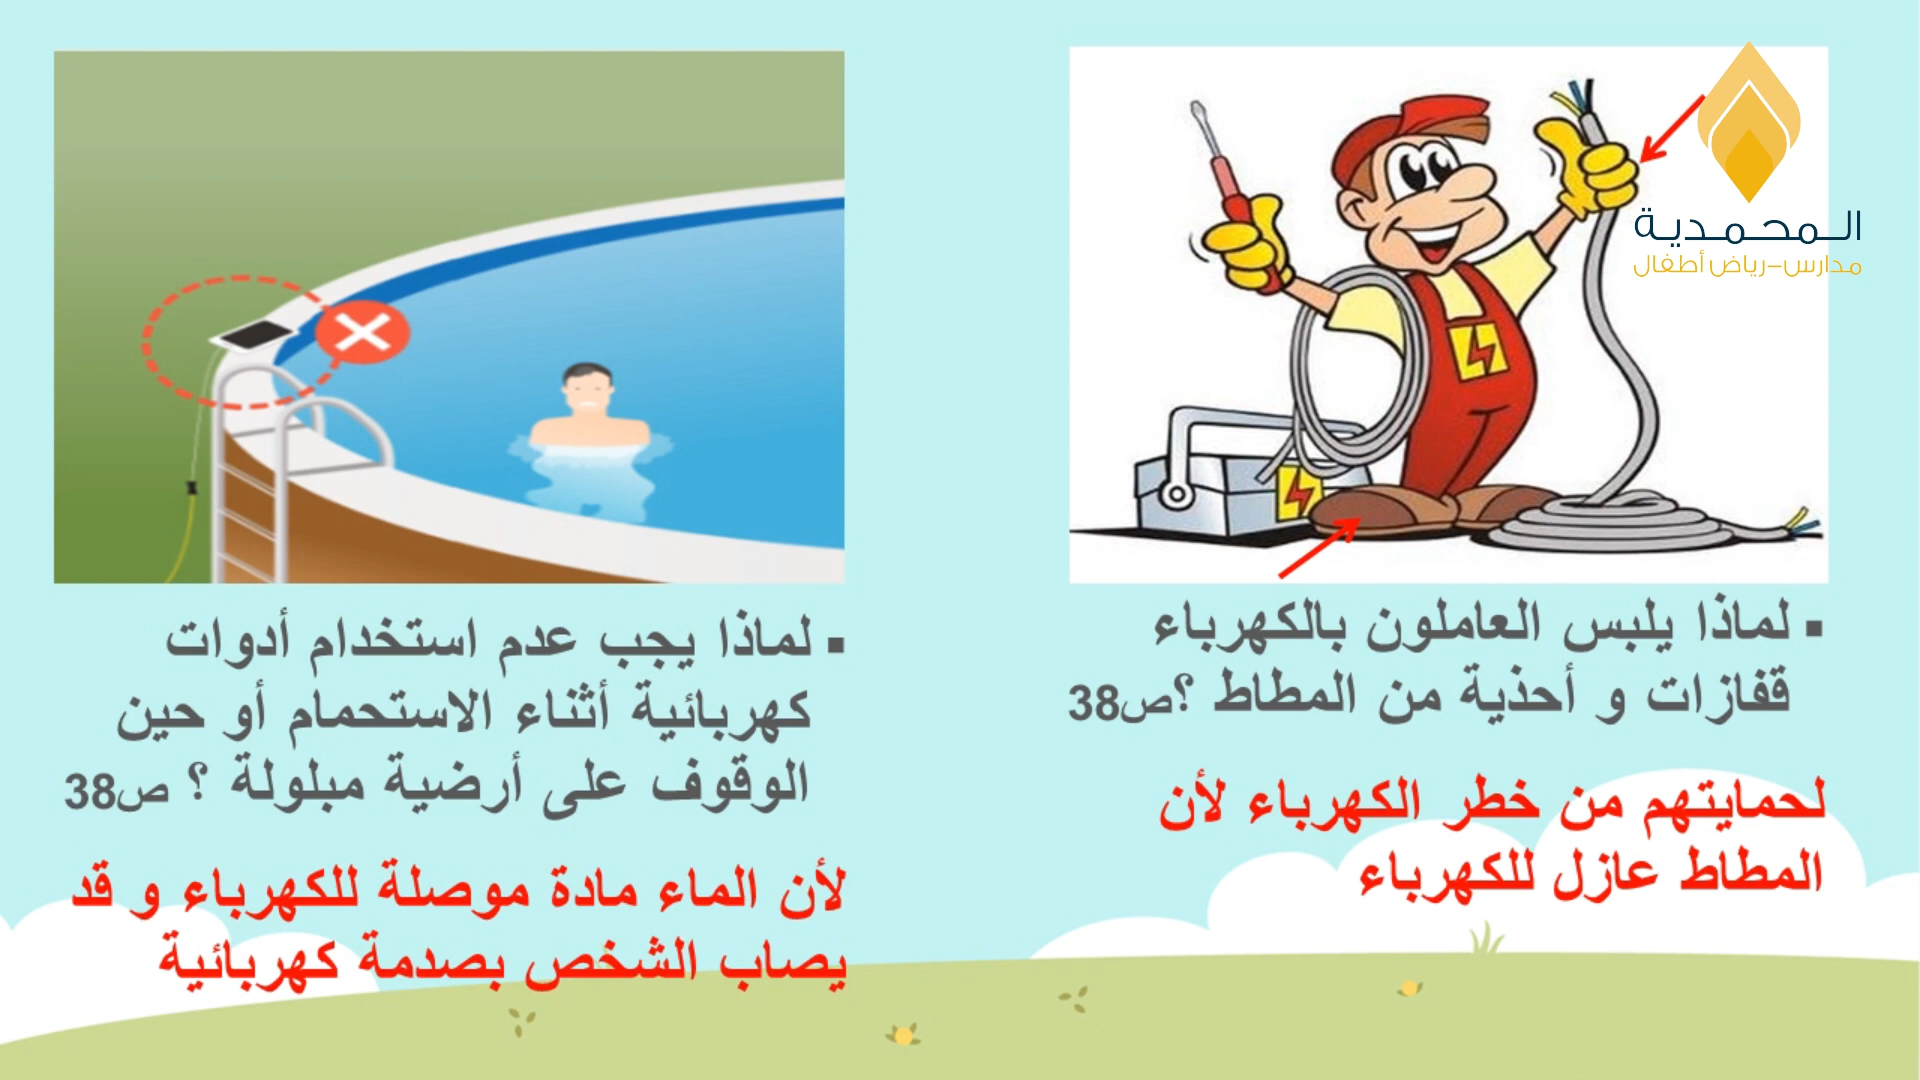 المحمدية
مدارس-رياض أطفال
▪ لماذا يلبس العاملون بالكهرباء
قفازات و أحذية من المطاط ؟ص38
لحمايتهم من خطر الكهرباء لأن
المطاط عازل للكهرباء
▪ لماذا يجب عدم استخدام أدوات
كهربائية أثناء الاستحمام أو حين
الوقوف على أرضية مبلولة ؟ ص38
لأن الماء مادة موصلة للكهرباء و قد
يصاب الشخص بصدمة كهربائية